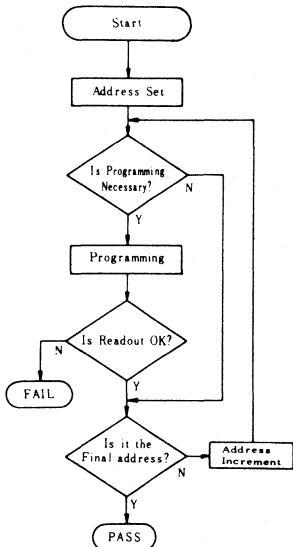 Start
Address Set
Is Programming
Necessary?
N
Y
Programming
Is Readout OK?
N
Y
FAIL
Is it the
Final address?
N
Address
Increment
Y
PASS